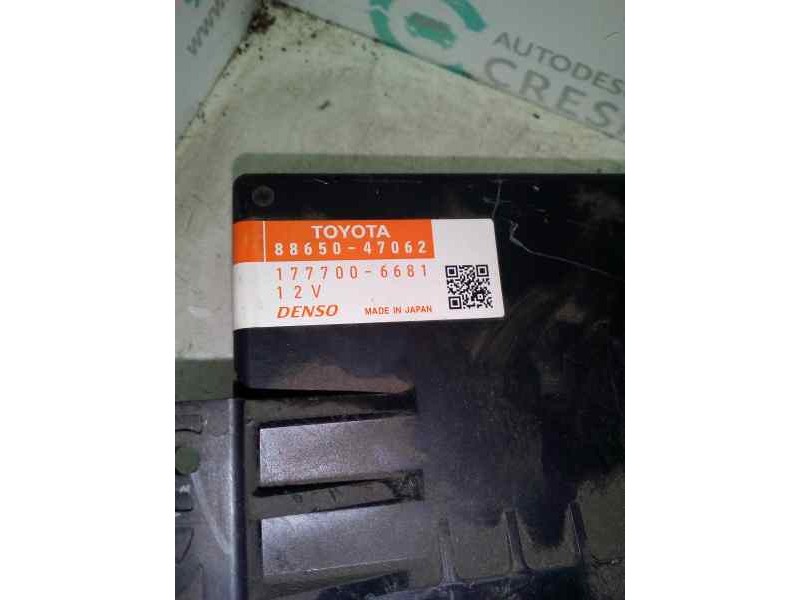 AUTODES
CRES
TOYOTA
88650-47062
177700-6681
12V
DENSO
MADE IN JAPAN